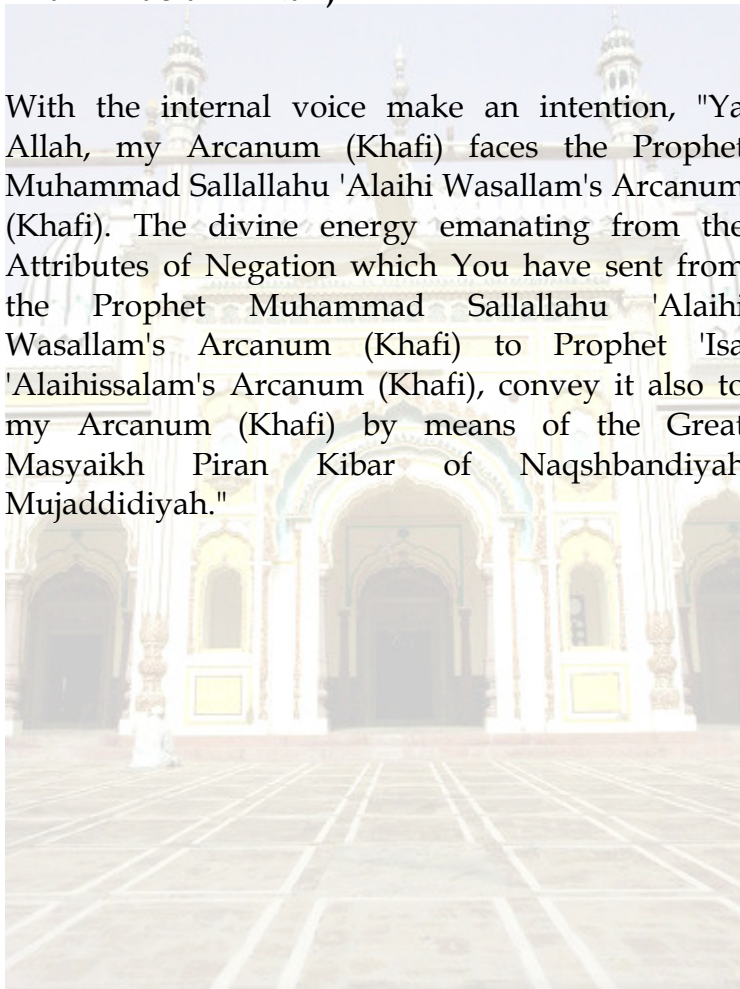 With the internal voice make an intention, "Ya
Allah, my Arcanum (Khafi) faces the Prophet
Muhammad Sallallahu 'Alaihi Wasallam's Arcanum
(Khafi). The divine energy emanating from the
Attributes of Negation which You have sent from
the Prophet Muhammad Sallallahu 'Alaihi
Wasallam's Arcanum (Khafi) to Prophet 'Isa
'Alaihissalam's Arcanum (Khafi), convey it also to
my Arcanum (Khafi) by means of the Great
Masyaikh Piran Kibar of Naqshbandiyah
Mujaddidiyah."